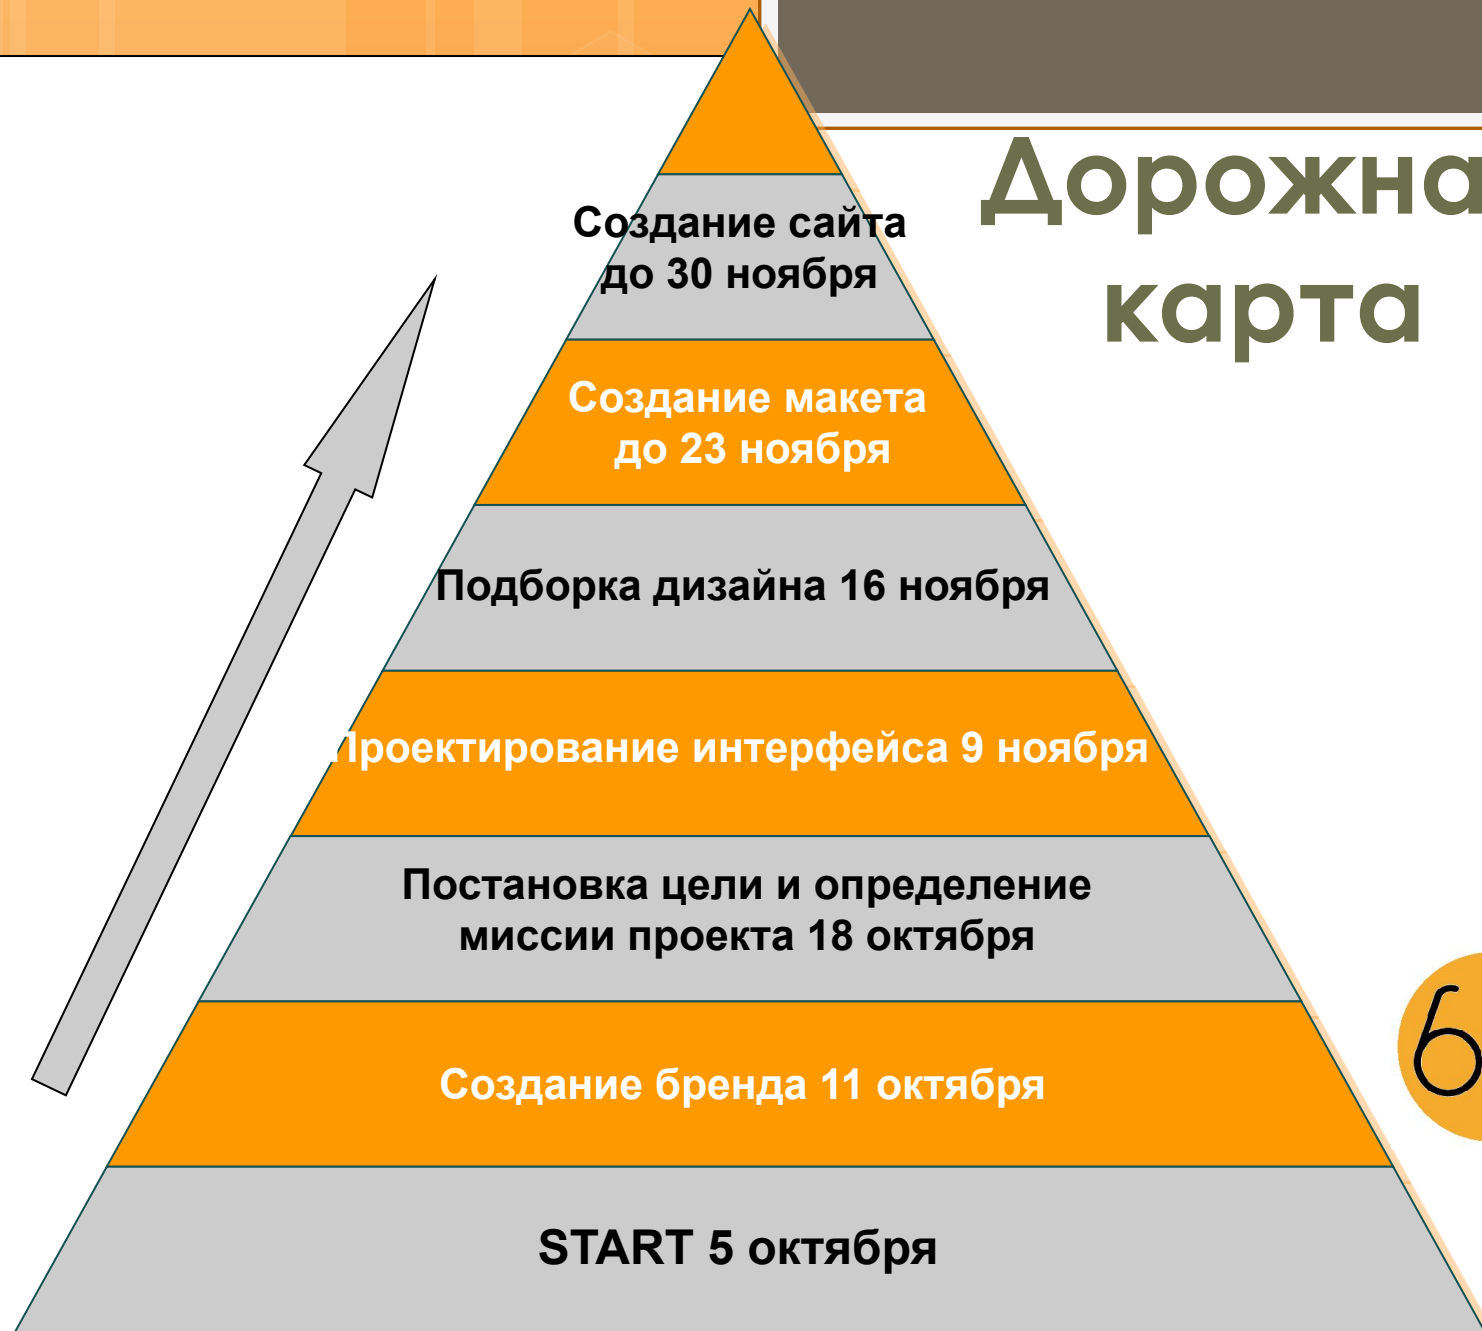 Дорожна
карта
Создание сайта
до 30 ноября
Создание макета
до 23 ноября
Подборка дизайна 16 ноября
Проектирование интерфейса 9 ноября
Постановка цели и определение
миссии проекта 18 октября
Создание бренда 11 октября
START 5 октября
6